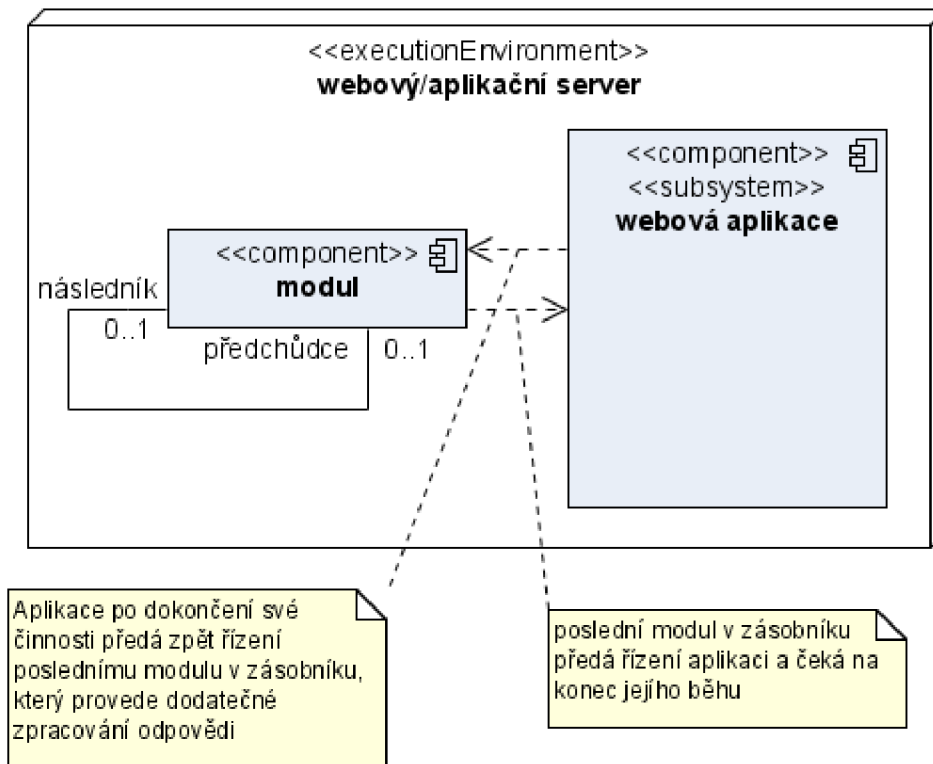 <<executionEnvironment>>
webový/aplikační server
<<component>>
<<subsystem>>
webová aplikace
<<component>>
modul
následník
0..1
předchůdce
0..1
Aplikace po dokončení své
činnosti předá zpět řízení
poslednímu modulu v zásobníku,
který provede dodatečné
zpracování odpovědi
poslední modul v zásobníku
předá řízení aplikaci a čeká na
konec jejího běhu